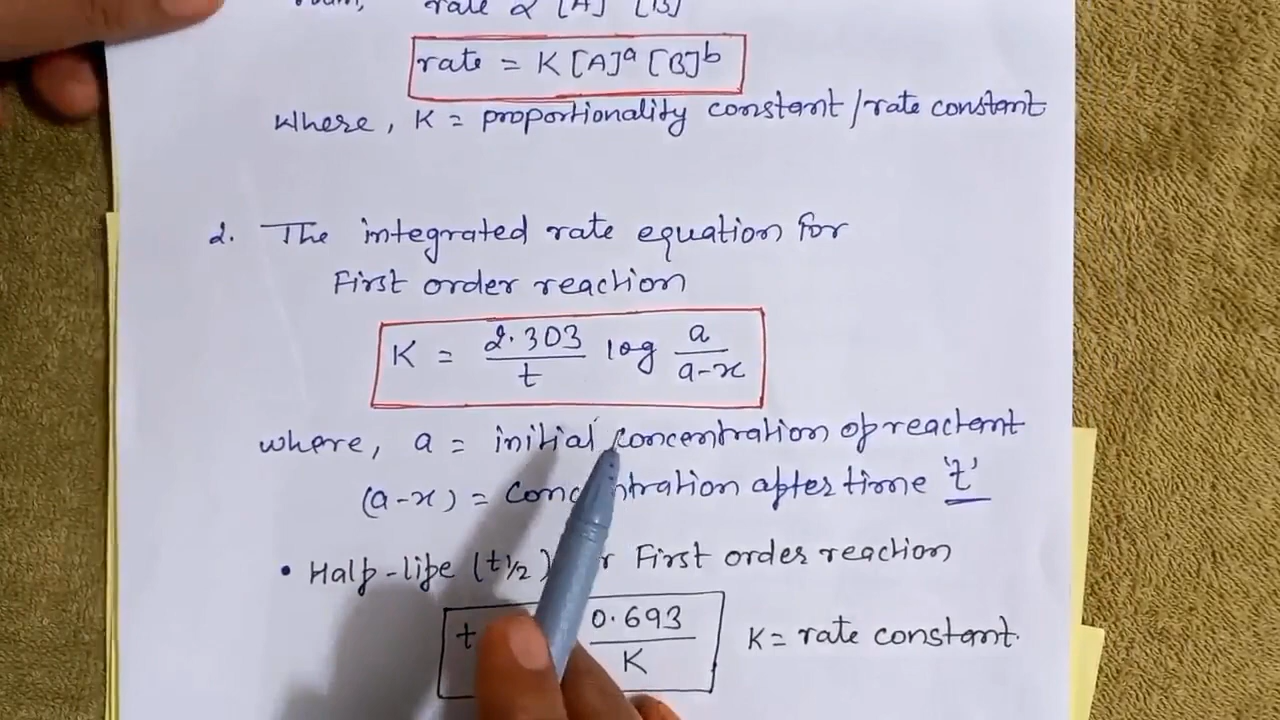 rate α [A] [B]
rate = K [A]ᵃ [B]ᵇ
where, K = proportionality constant/rate constant
2. The integrated rate equation for
First order reaction
K = 2.303/t log a/a-x
where, a = initial concentration of reactant
(a-x) = concentration after time 't'
• Half-life (t1/2) First order reaction
t 0.693/K K = rate constant.